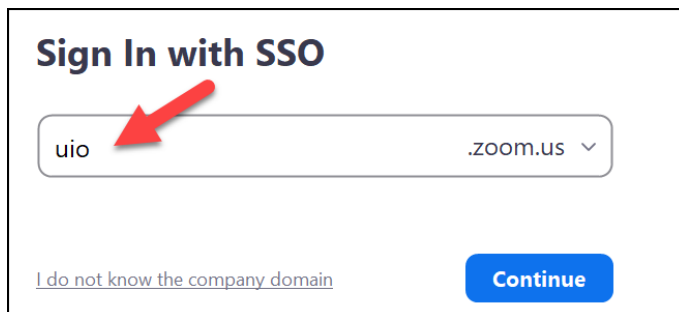 Sign In with SSO
uio .zoom.us
I do not know the company domain Continue